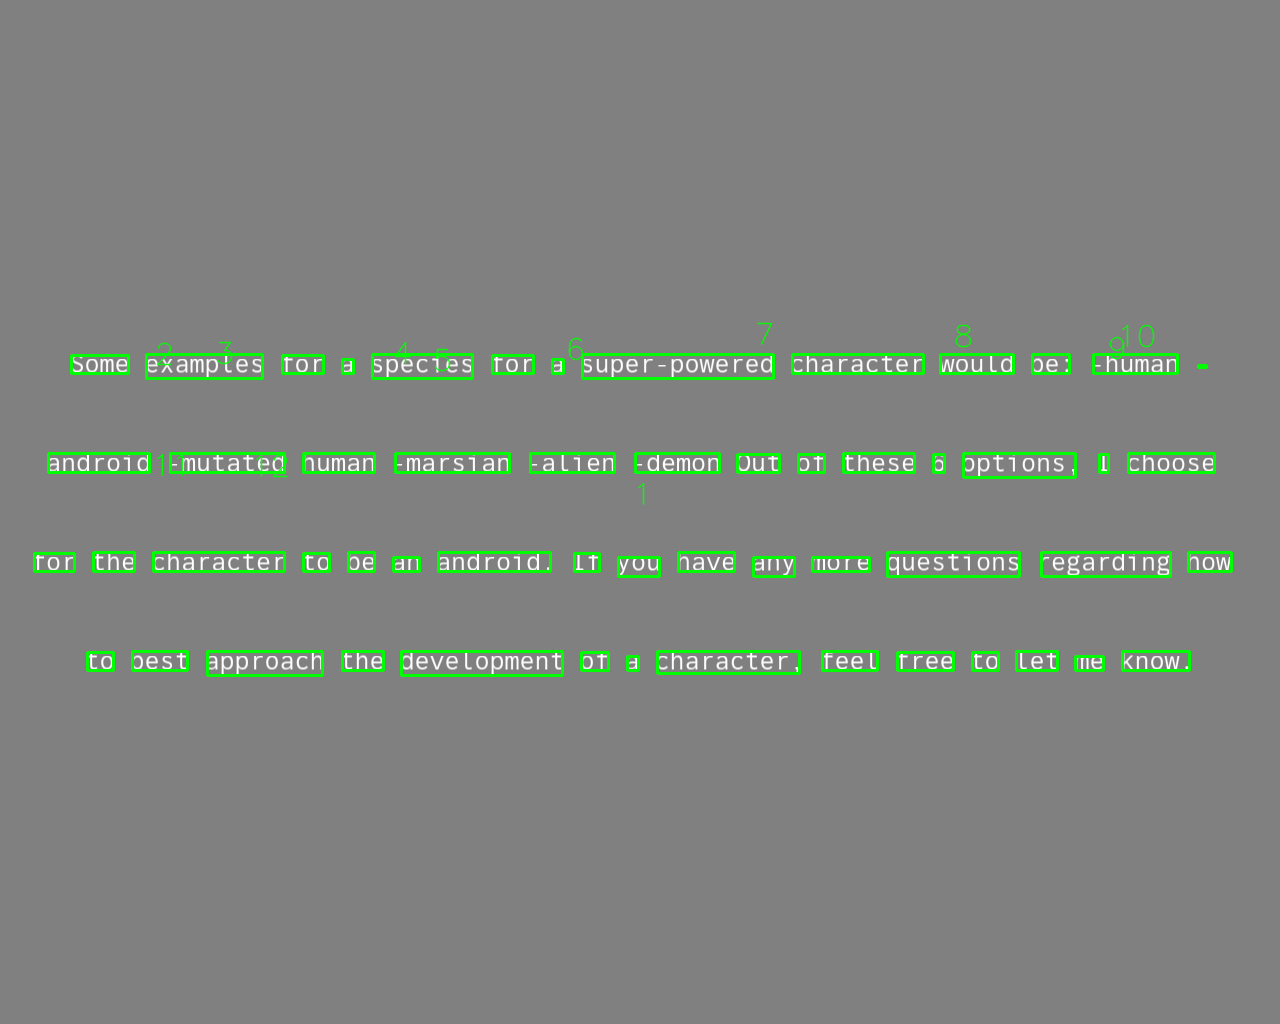 Some examples for a species for a super-powered character would be: -human -
android -mutated human -marsian -alien -demon Out of these 6 options, I choose
for the character to be an android. If you have any more questions regarding how
to best approach the development of a character, feel free to let me know.